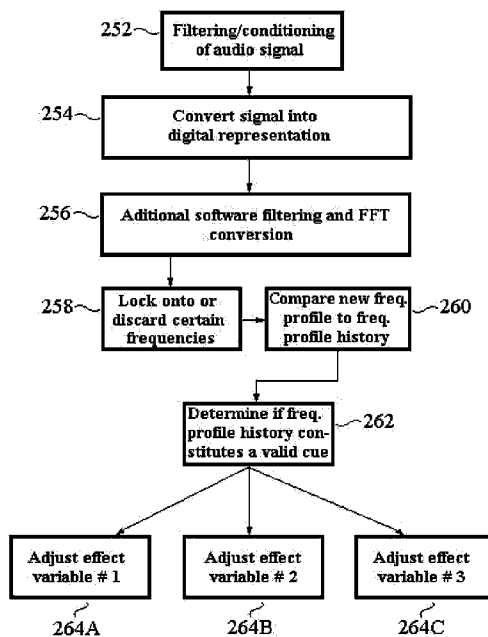 252
Filtering/conditioning
of audio signal
254
Convert signal into
digital representation
256
Aditional software filtering and FFT
conversion
258
Lock onto or
discard certain
frequencies
Compare new freq.
profile to freq.
profile history
260
Determine if freq.
profile history con-
stitutes a valid cue
262
Adjust effect
variable # 1
Adjust effect
variable # 2
Adjust effect
variable # 3
264A
264B
264C